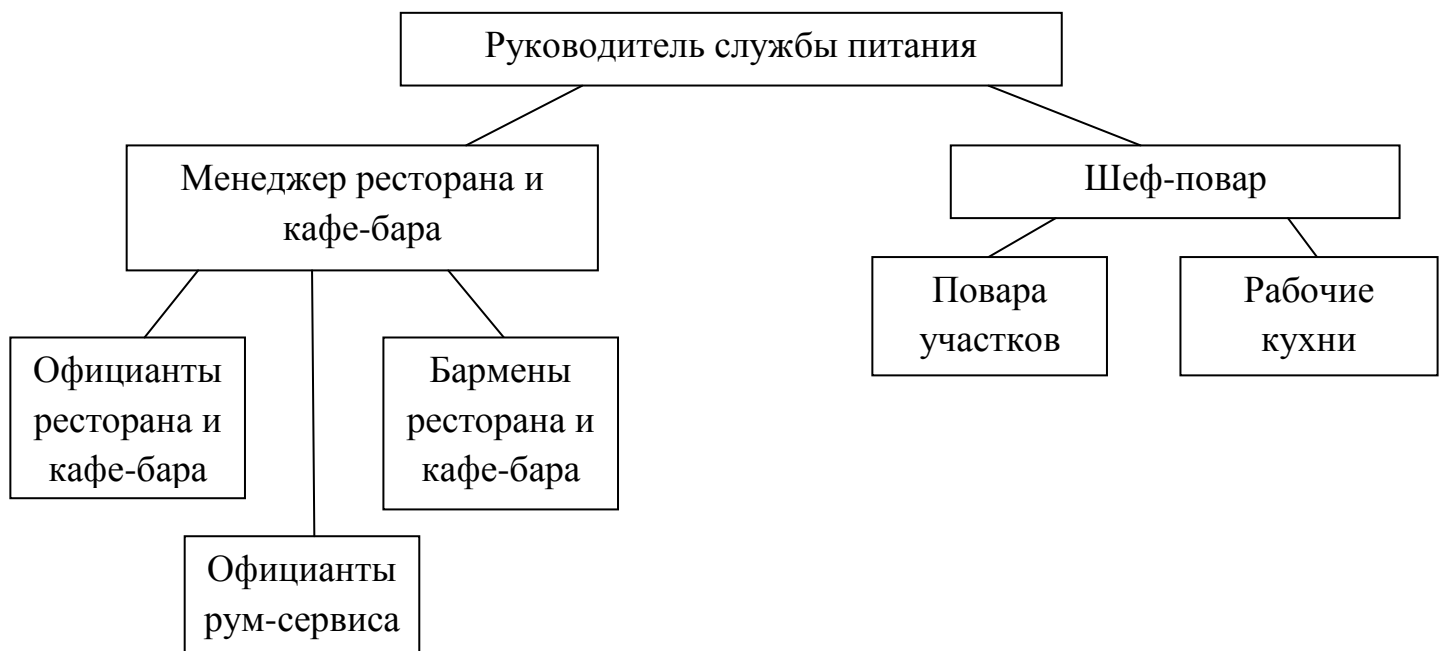 Руководитель службы питания
Менеджер ресторана и
кафе-бара
Шеф-повар
Повара
участков
Рабочие
кухни
Официанты
ресторана и
кафе-бара
Бармены
ресторана и
кафе-бара
Официанты
рум-сервиса